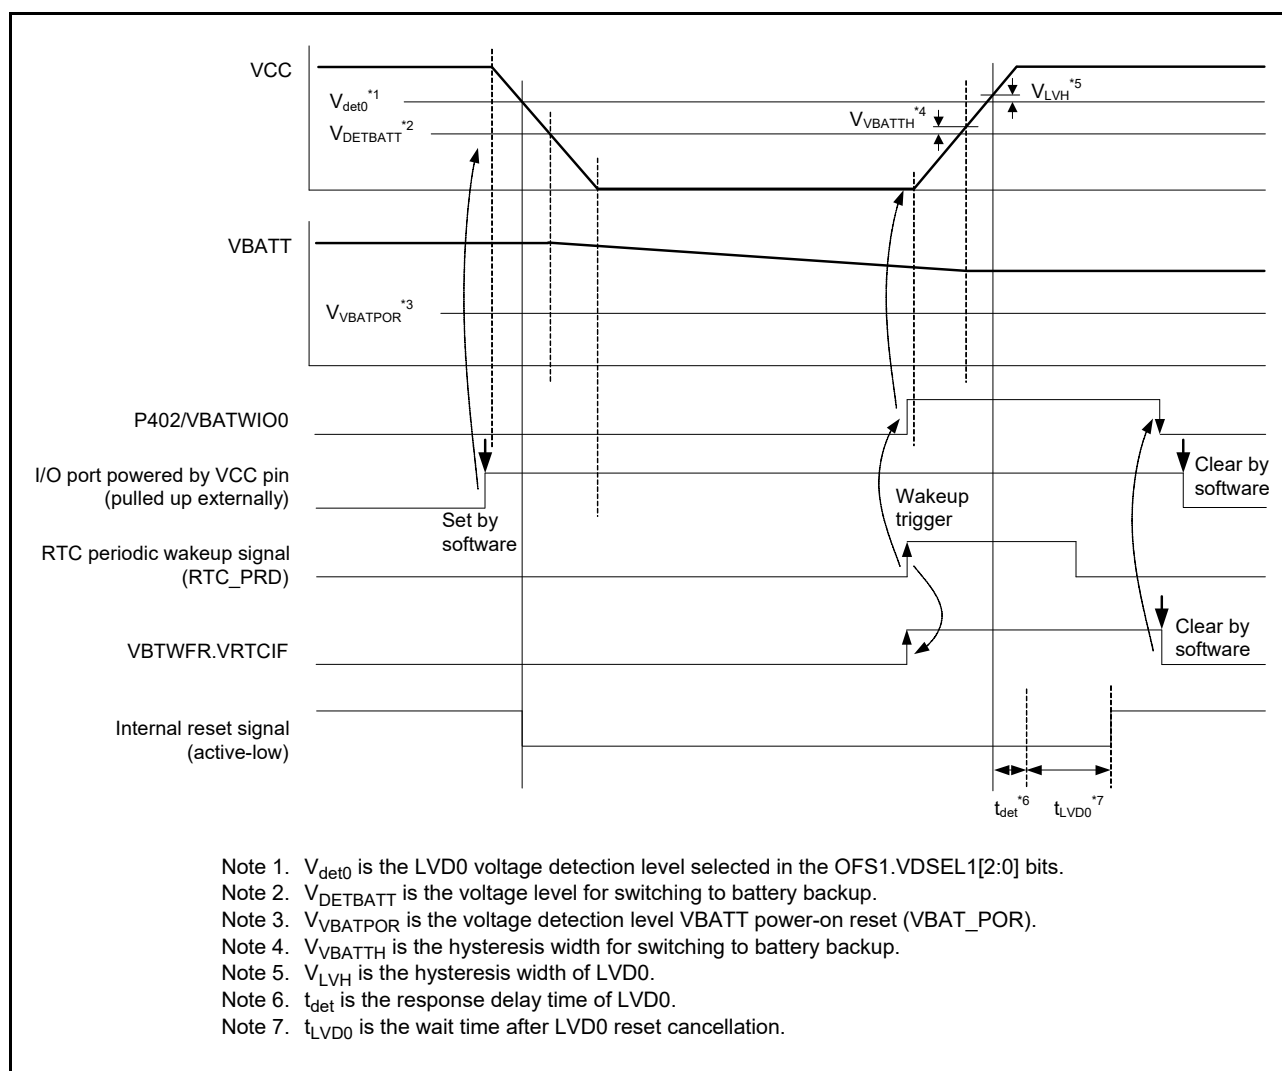 VCC
Vdet0*1
VDETBATT*2
VVBATTH*4
VLVH*5
VBATT
VVBATPOR*3
P402/VBATWIO0
I/O port powered by VCC pin
(pulled up externally)
Set by
software
Clear by
software
Wakeup
trigger
RTC periodic wakeup signal
(RTC_PRD)
VBTWFR.VRTCIF
Clear by
software
Internal reset signal
(active-low)
tdet*6
tLVD0*7
Note 1. Vdet0 is the LVD0 voltage detection level selected in the OFS1.VDSEL1[2:0] bits.
Note 2. VDETBATT is the voltage level for switching to battery backup.
Note 3. VVBATPOR is the voltage detection level VBATT power-on reset (VBAT_POR).
Note 4. VVBATTH is the hysteresis width for switching to battery backup.
Note 5. VLVH is the hysteresis width of LVD0.
Note 6. tdet is the response delay time of LVD0.
Note 7. tLVD0 is the wait time after LVD0 reset cancellation.